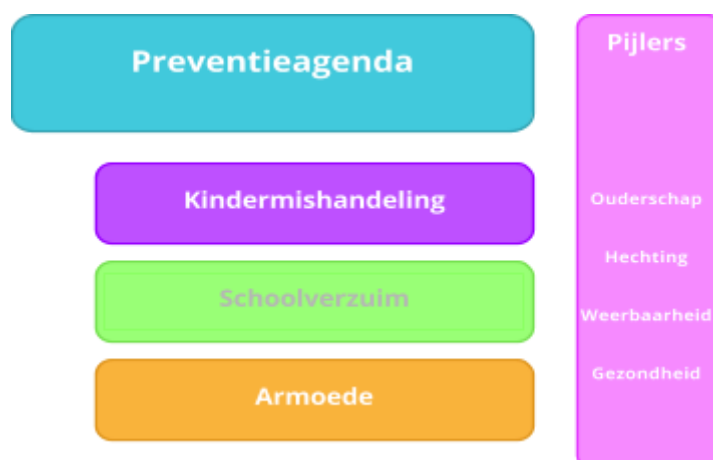 Preventieagenda
Kindermishandeling
Schoolverzuim
Armoede
Pijlers
Ouderschap
Hechting
Weerbaarheid
Gezondheid